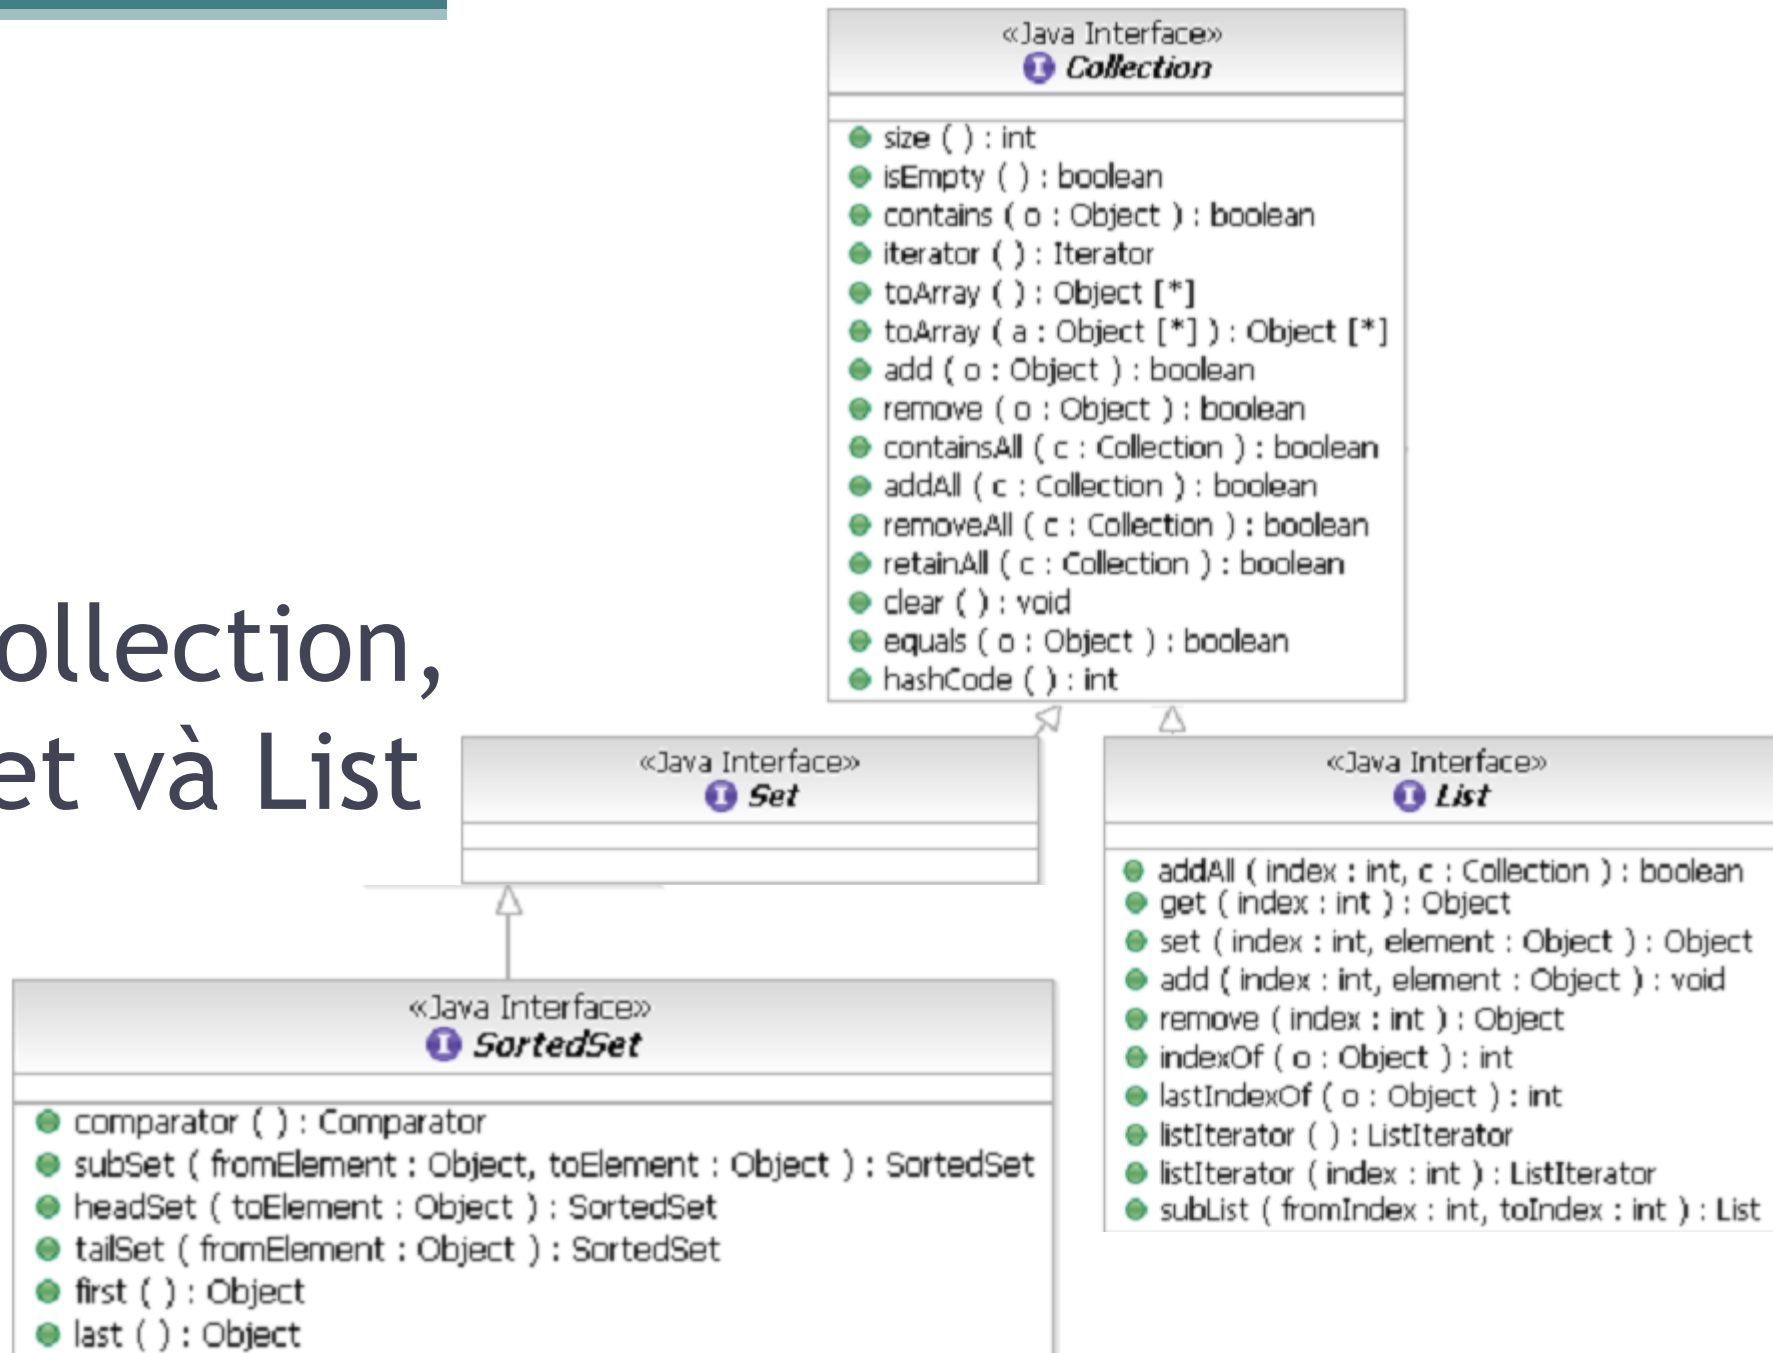 ollection,
et và List
«Java Interface»
Collection
size ( ) : int
isEmpty ( ) : boolean
contains ( o : Object ) : boolean
iterator ( ) : Iterator
toArray ( ) : Object [*]
toArray ( a : Object [*] ) : Object [*]
add ( o : Object ) : boolean
remove ( o : Object ) : boolean
containsAll ( c : Collection ) : boolean
addAll ( c : Collection ) : boolean
removeAll ( c : Collection ) : boolean
retainAll ( c : Collection ) : boolean
clear ( ) : void
equals ( o : Object ) : boolean
hashCode ( ) : int
«Java Interface»
Set
«Java Interface»
List
addAll ( index : int, c : Collection ) : boolean
get ( index : int ) : Object
set ( index : int, element : Object ) : Object
add ( index : int, element : Object ) : void
remove ( index : int ) : Object
indexOf ( o : Object ) : int
lastIndexOf ( o : Object ) : int
listIterator ( ) : ListIterator
listIterator ( index : int ) : ListIterator
subList ( fromIndex : int, toIndex : int ) : List
«Java Interface»
SortedSet
comparator ( ) : Comparator
subSet ( fromElement : Object, toElement : Object ) : SortedSet
headSet ( toElement : Object ) : SortedSet
tailSet ( fromElement : Object ) : SortedSet
first ( ) : Object
last ( ) : Object